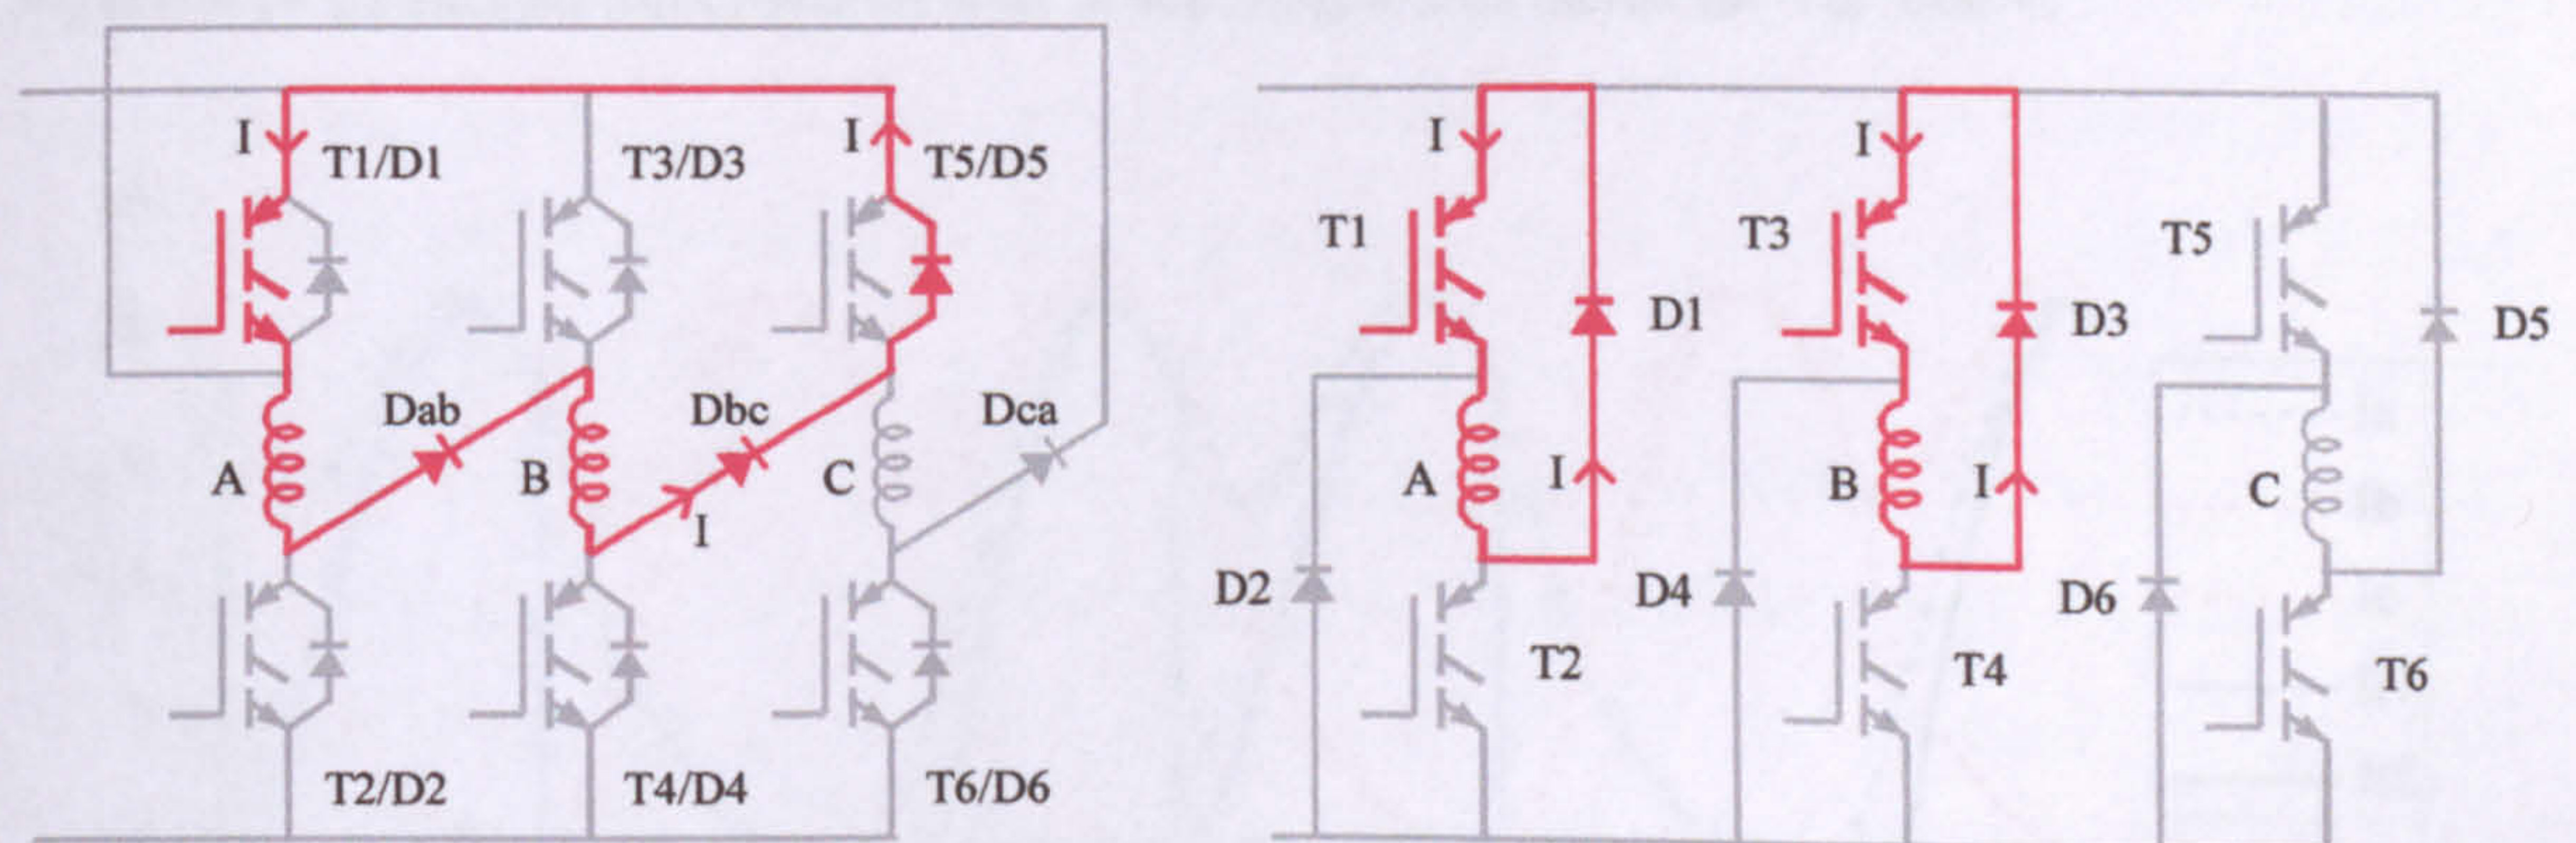 I
T1/D1
T3/D3
I
T5/D5
Dab
Dbc
Dca
A
B
C
I
T2/D2
T4/D4
T6/D6
I
I
T1
T3
T5
D1
D3
D5
A
I
B
I
C
D2
D4
D6
T2
T4
T6